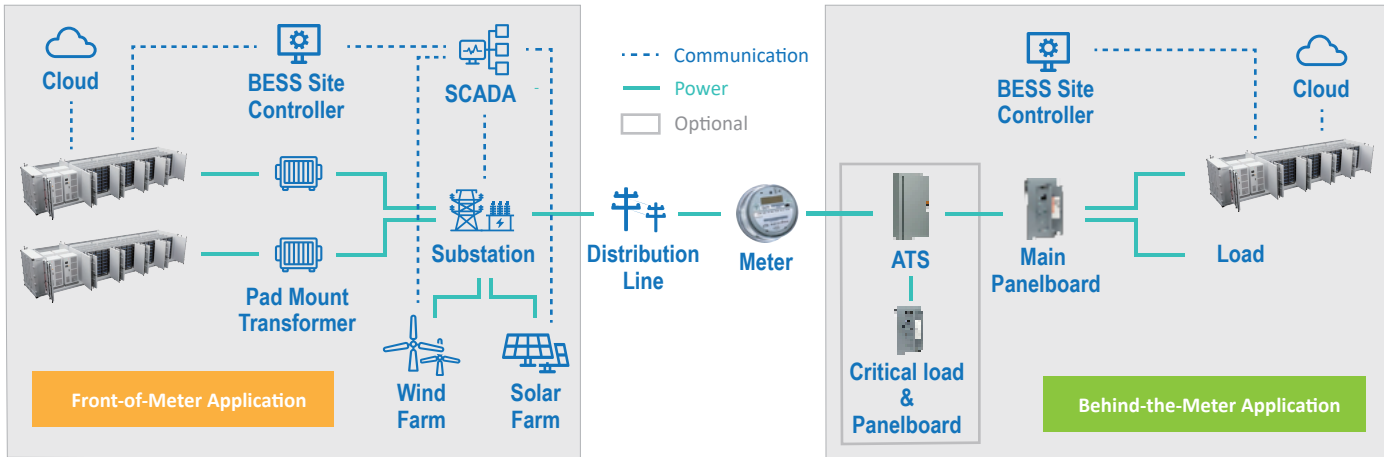 Cloud
BESS Site
Controller
SCADA
Pad Mount
Transformer
Substation
Wind
Farm
Solar
Farm
Front-of-Meter Application
Communication
Power
Optional
Distribution
Line
Meter
BESS Site
Controller
Cloud
ATS
Main
Panelboard
Load
Critical load
&
Panelboard
Behind-the-Meter Application